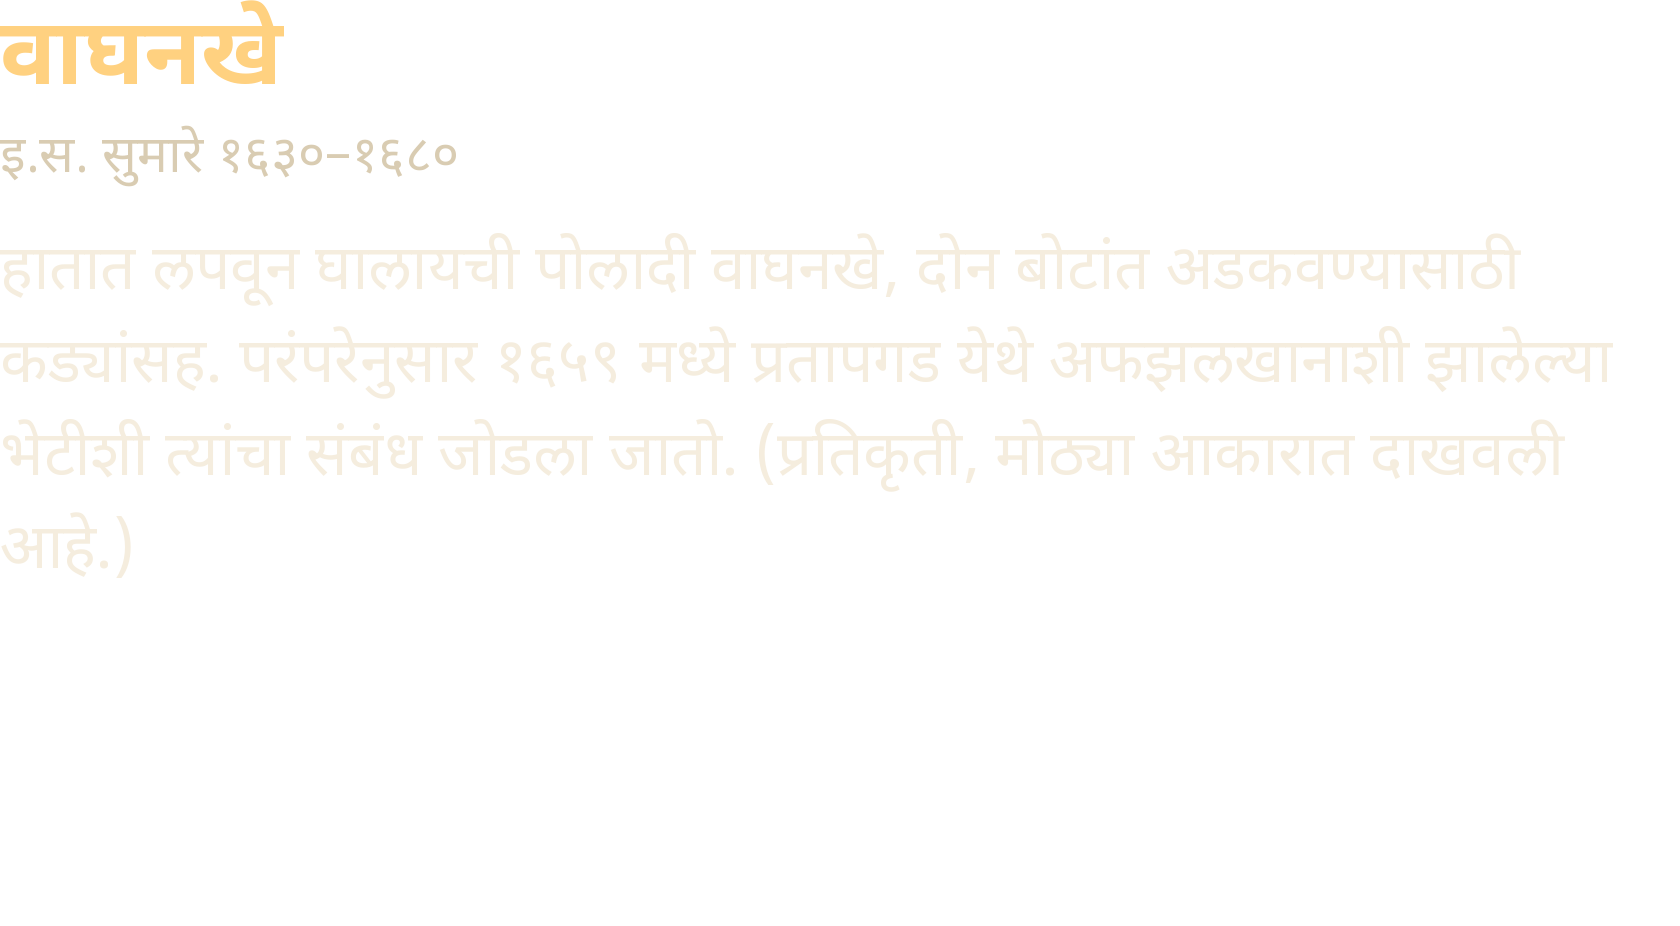 वाघनखे
इ.स. सुमारे १६३०–१६८०
हातात लपवून घालायची पोलादी वाघनखे, दोन बोटांत अडकवण्यासाठी
कड्यांसह. परंपरेनुसार १६५९ मध्ये प्रतापगड येथे अफझलखानाशी झालेल्या
भेटीशी त्यांचा संबंध जोडला जातो. (प्रतिकृती, मोठ्या आकारात दाखवली
आहे.)